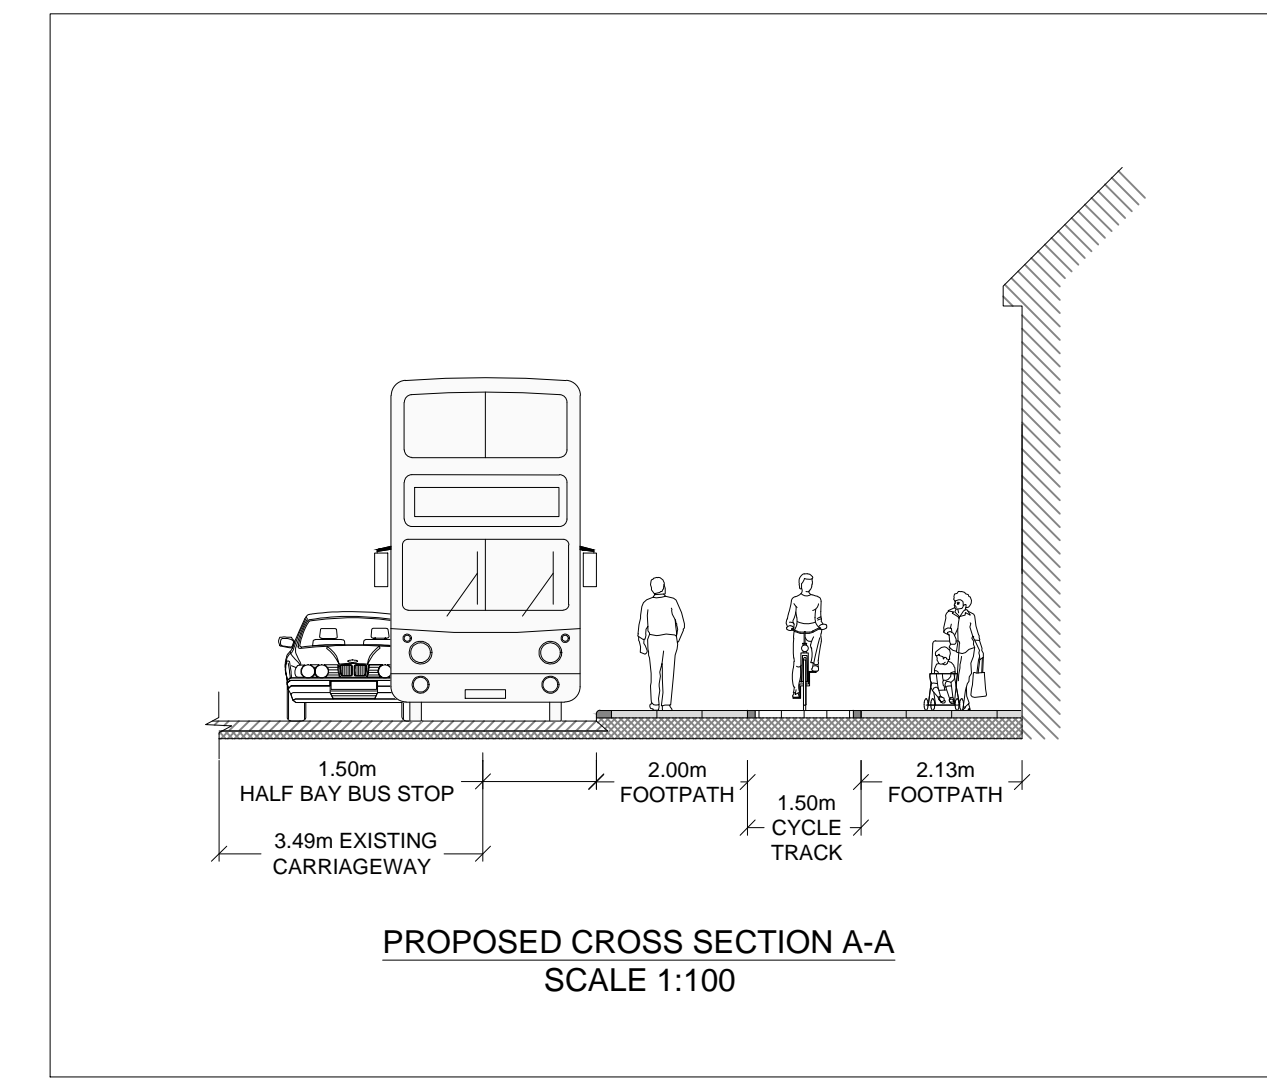 1.50m
HALF BAY BUS STOP
2.00m
FOOTPATH
1.50m
CYCLE
TRACK
2.13m
FOOTPATH
3.49m EXISTING
CARRIAGEWAY
PROPOSED CROSS SECTION A-A
SCALE 1:100